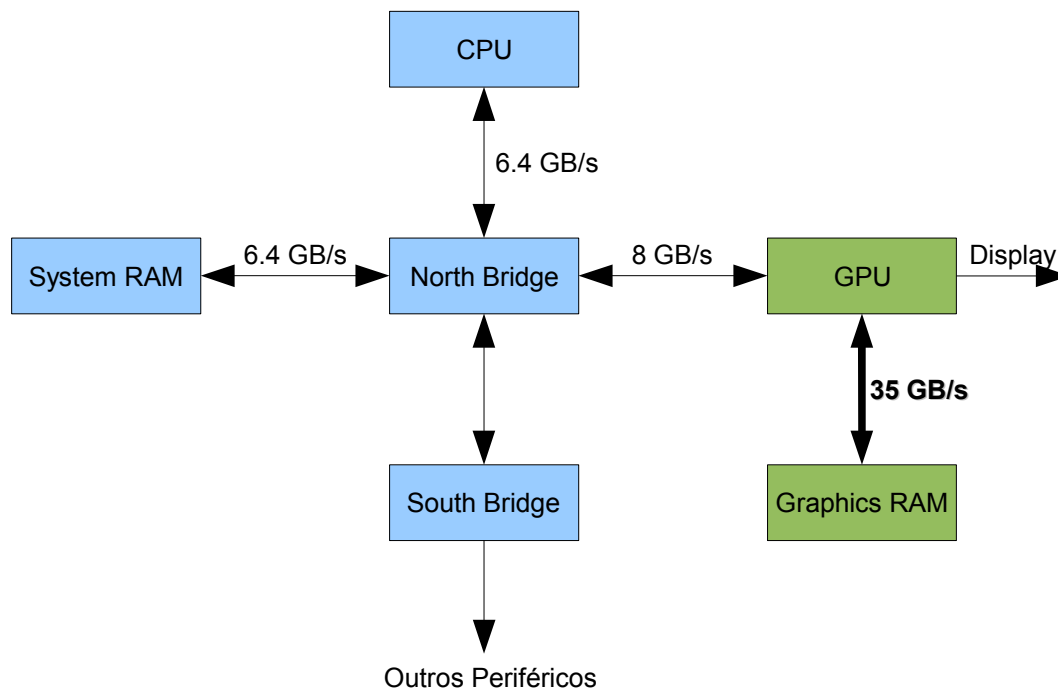 CPU
6.4 GB/s
System RAM
6.4 GB/s
North Bridge
8 GB/s
GPU
Display
35 GB/s
South Bridge
Graphics RAM
Outros Periféricos